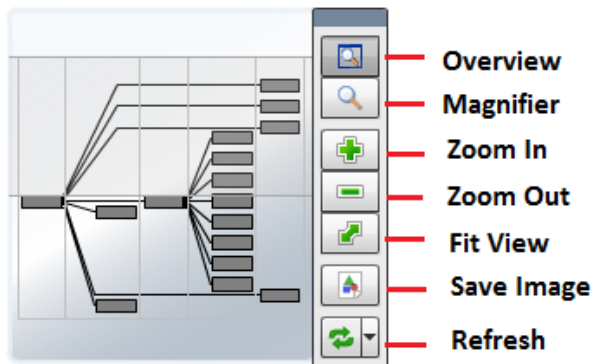 Overview
Magnifier
Zoom In
Zoom Out
Fit View
Save Image
Refresh